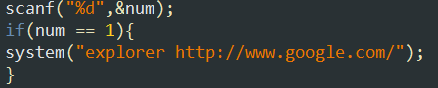 scanf("%d",&num);
if(num == 1){
system("explorer http://www.google.com/");
}